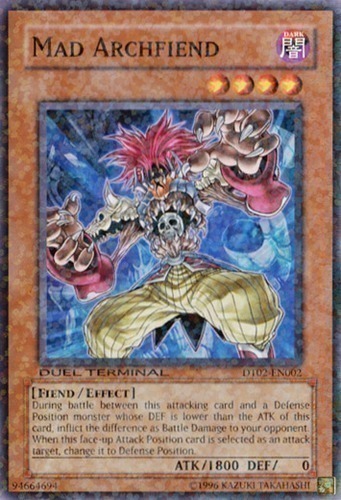 MAD ARCHFIEND
DARK
闇
DUEL TERMINAL
DT02-EN002
[FIEND / EFFECT]
During battle between this attacking card and a Defense
Position monster whose DEF is lower than the ATK of this
card, inflict the difference as Battle Damage to your opponent.
When this face-up Attack Position card is selected as an attack
target, change it to Defense Position.
ATK/1800 DEF/ 0
94664694
©1996 KAZUKI TAKAHASHI